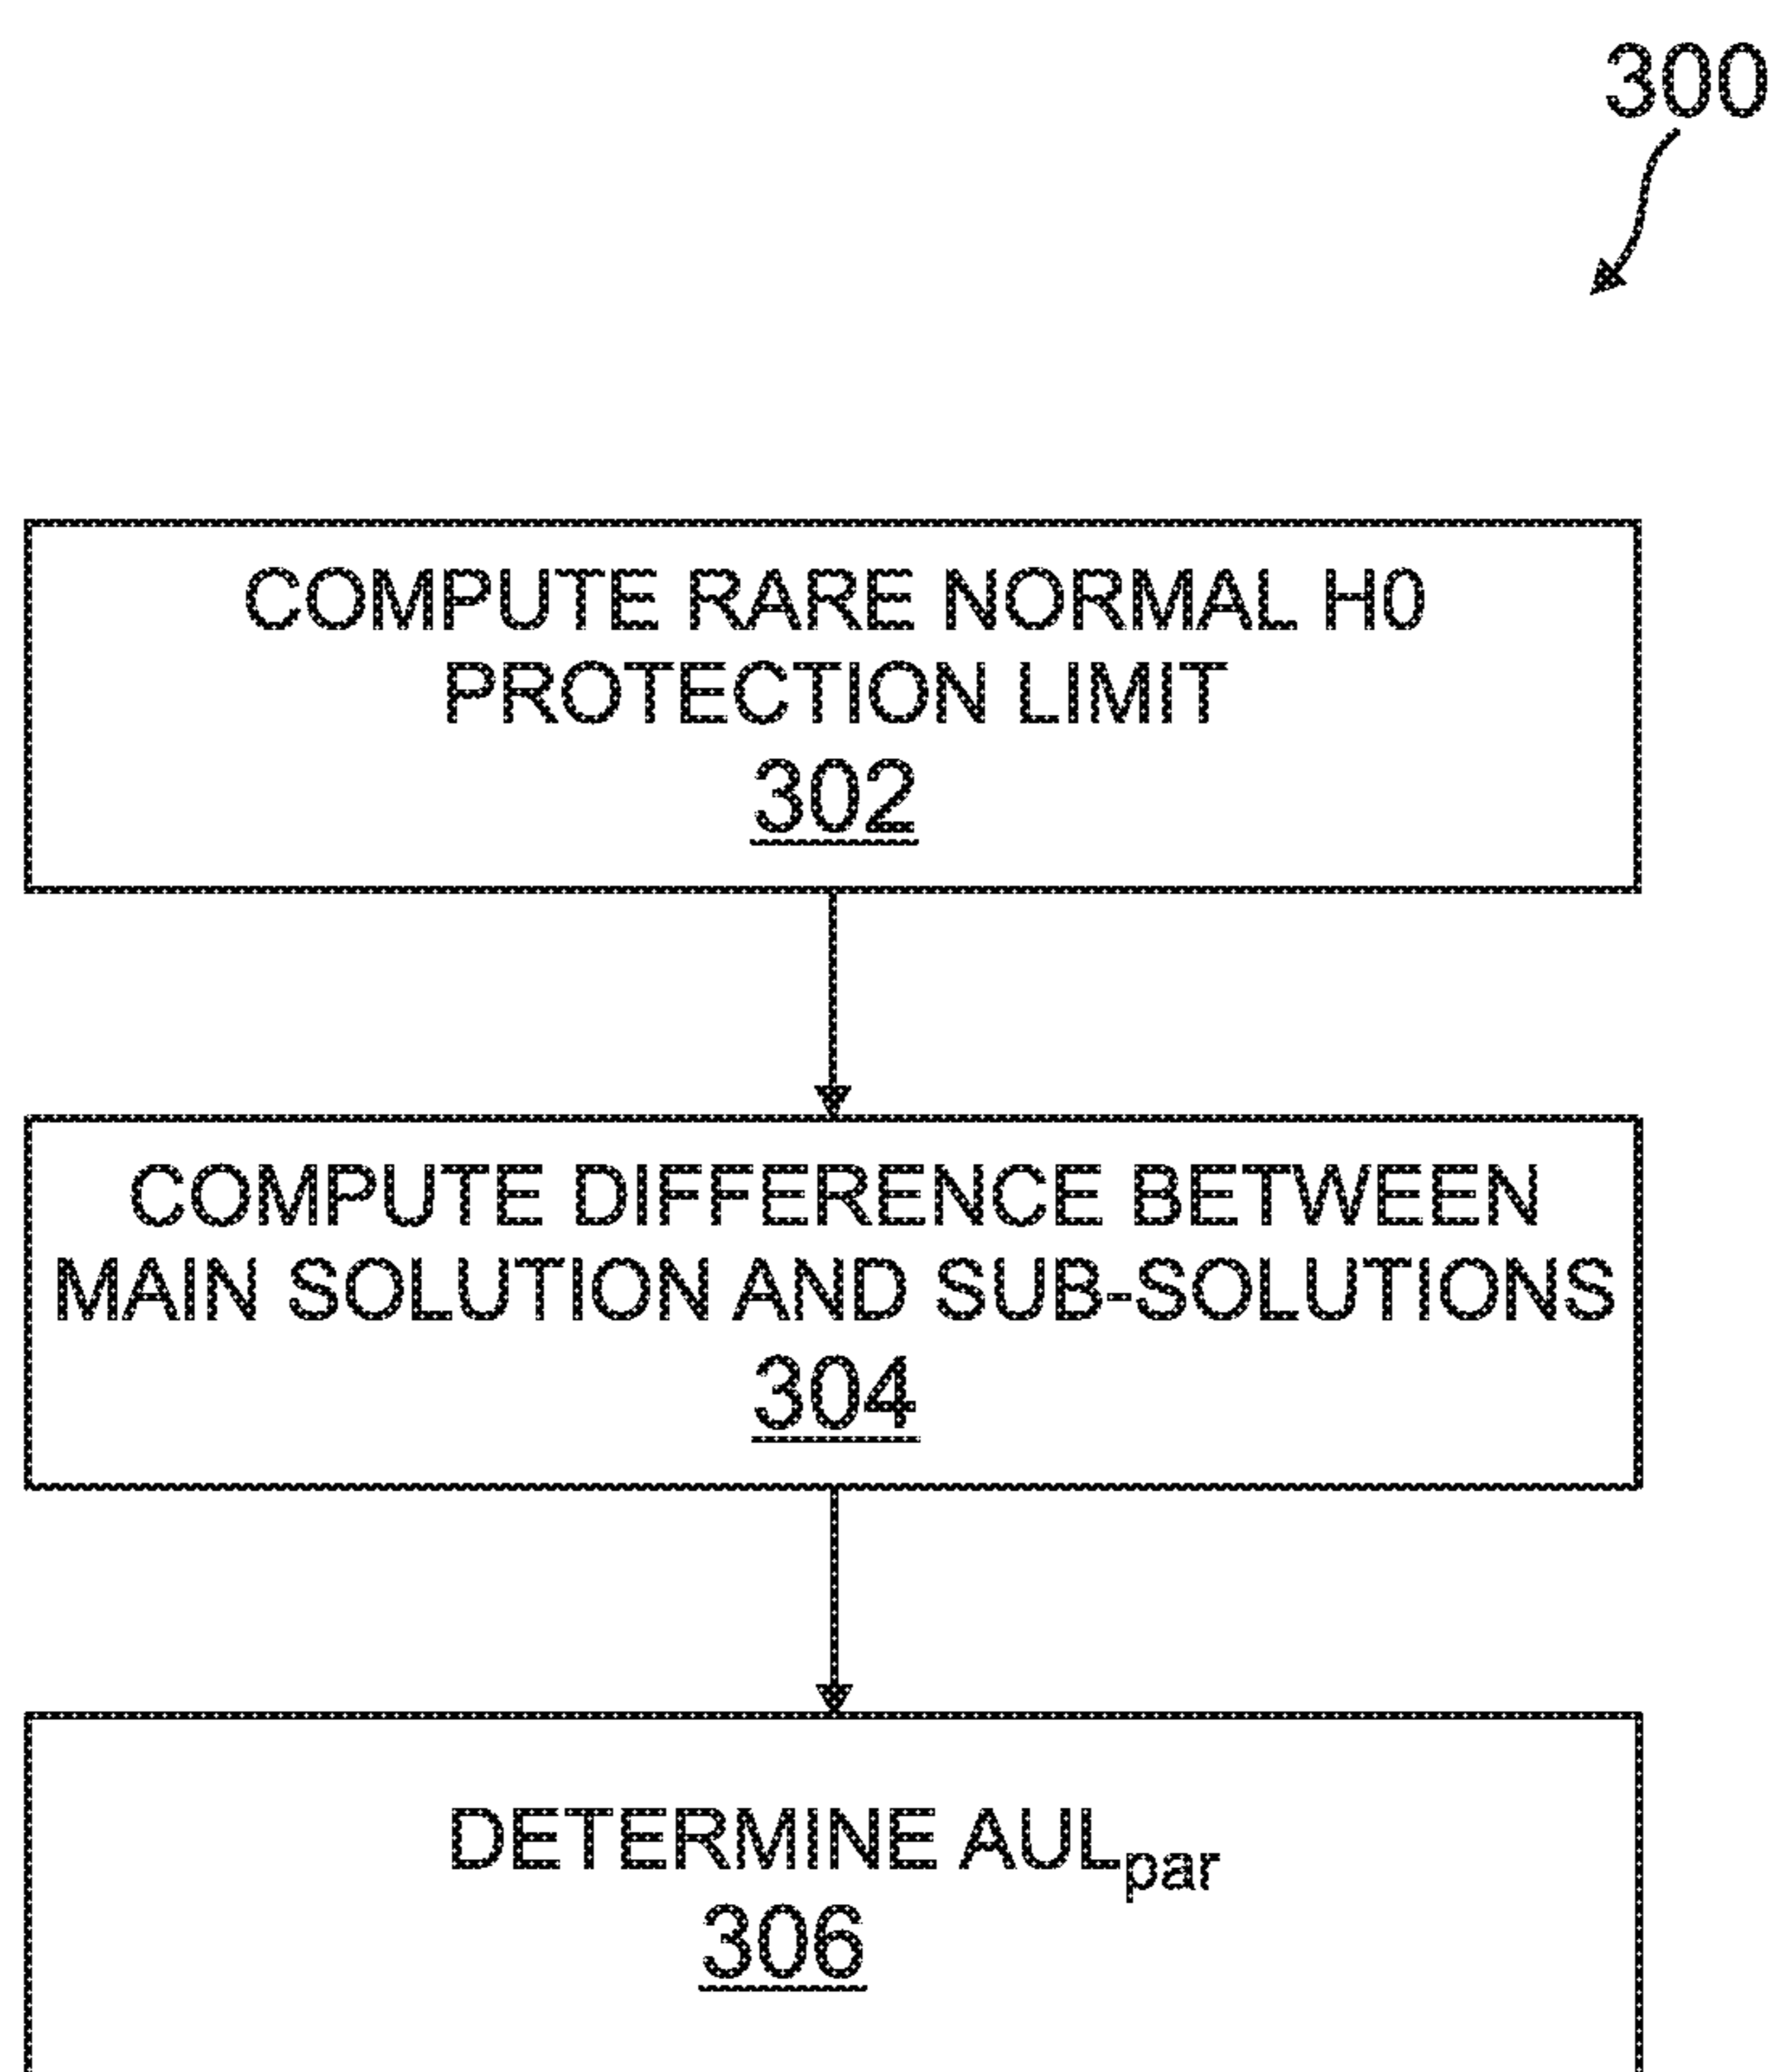 300
COMPUTE RARE NORMAL H0
PROTECTION LIMIT
302
COMPUTE DIFFERENCE BETWEEN
MAIN SOLUTION AND SUB-SOLUTIONS
304
DETERMINE AULpar
306